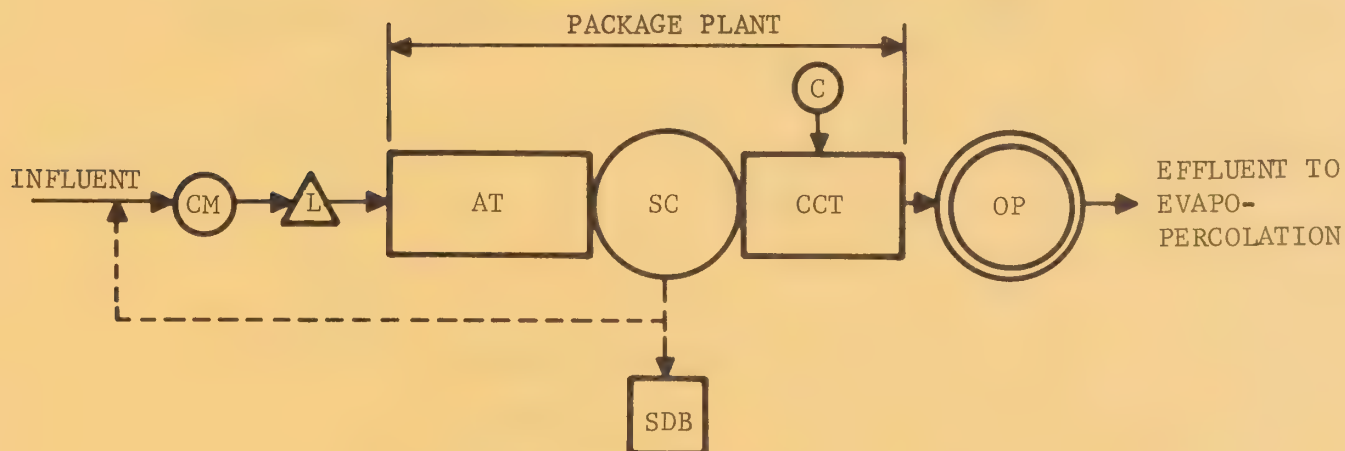 PACKAGE PLANT
C
INFLUENT
CM
L
AT
SC
CCT
OP
EFFLUENT TO
EVAPO-
PERCOLATION
SDB